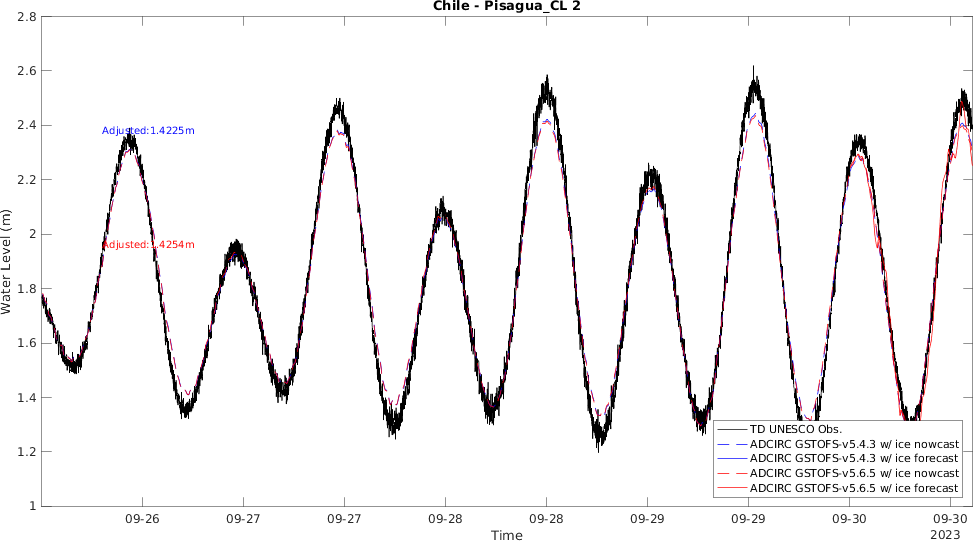 Chile - Pisagua_CL 2
2.8
2.6
2.4
2.2
2
1.8
1.6
1.4
1.2
1
Water Level (m)
Adjusted:1.4225m
Adjusted:1.4254m
TD UNESCO Obs.
ADCIRC GSTOFS-v5.4.3 w/ ice nowcast
ADCIRC GSTOFS-v5.4.3 w/ ice forecast
ADCIRC GSTOFS-v5.6.5 w/ ice nowcast
ADCIRC GSTOFS-v5.6.5 w/ ice forecast
09-26 09-27 09-27 09-28 09-28 09-29 09-29 09-30 09-30
2023
Time